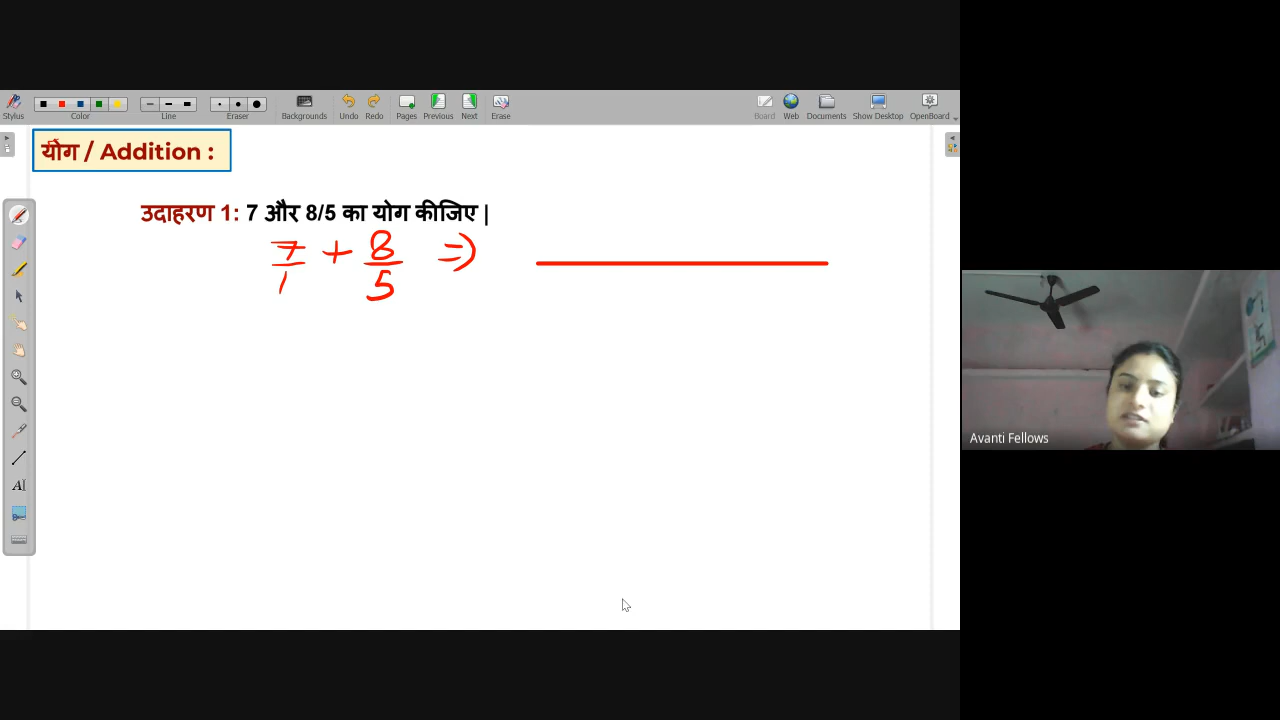 Stylus Color Line Eraser Backgrounds Undo Redo Pages Previous Next Erase Board Web Documents Show Desktop OpenBoard
योग / Addition :
उदाहरण 1: 7 और 8/5 का योग कीजिए |
7/1 + 8/5 ⇒
Avanti Fellows